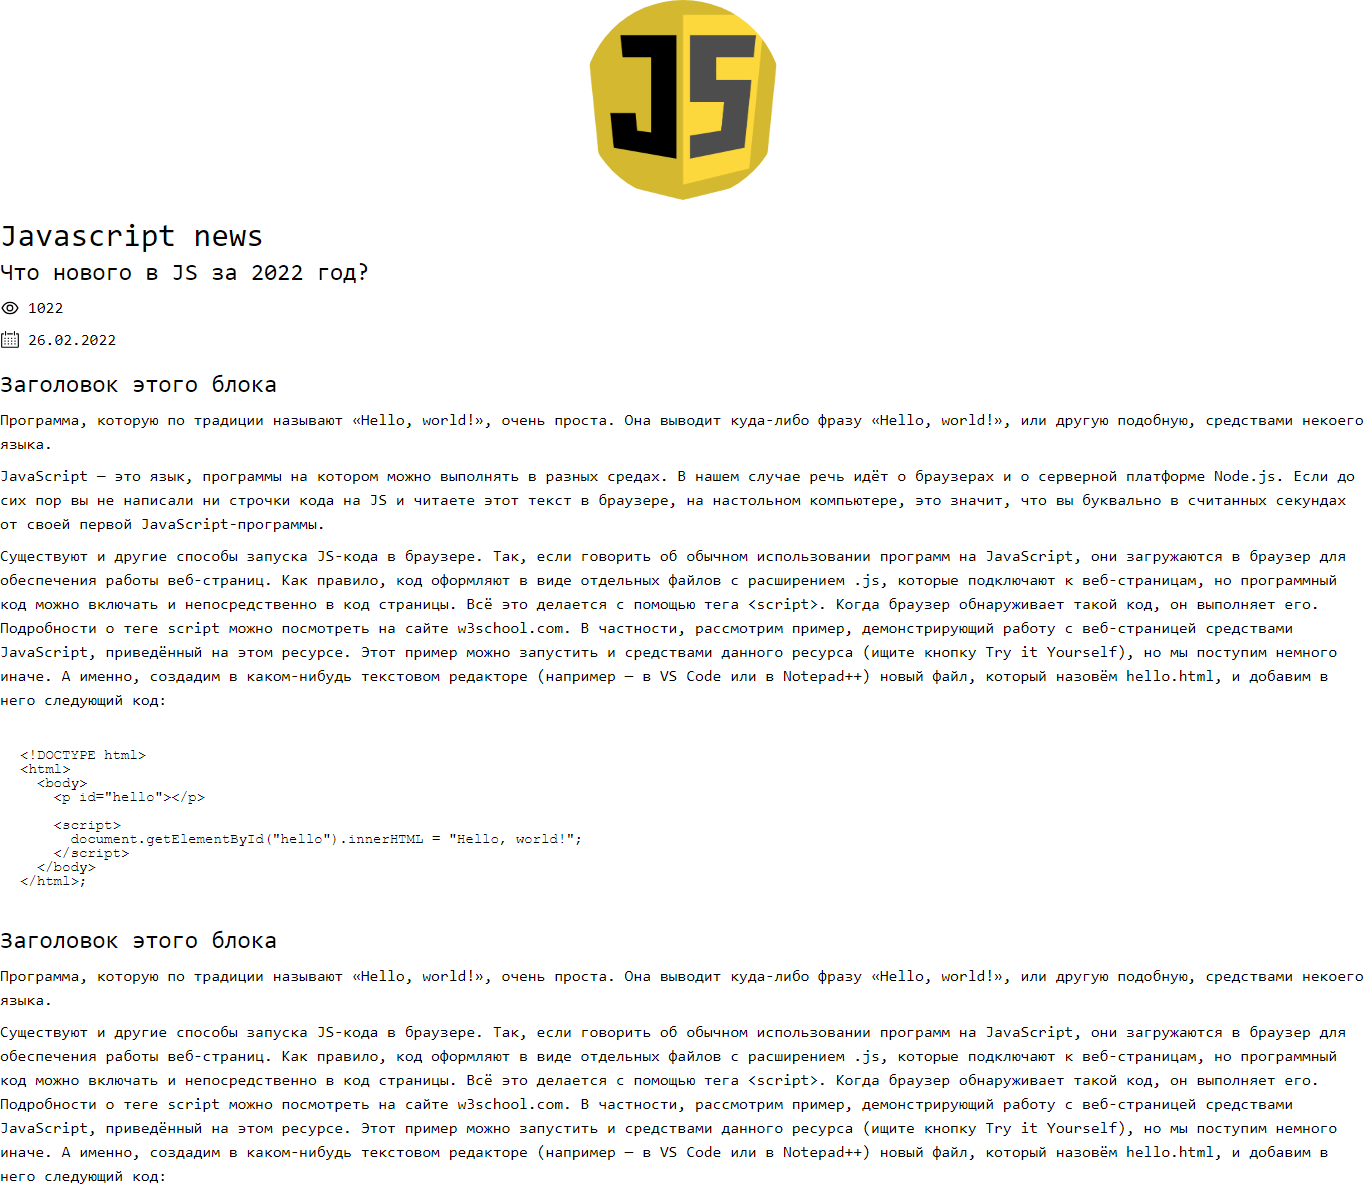 JS
Javascript news
Что нового в JS за 2022 год?
1022
26.02.2022
Заголовок этого блока
Программа, которую по традиции называют «Hello, world!», очень проста. Она выводит куда-либо фразу «Hello, world!», или другую подобную, средствами некоего
языка.
JavaScript — это язык, программы на котором можно выполнять в разных средах. В нашем случае речь идёт о браузерах и о серверной платформе Node.js. Если до
сих пор вы не написали ни строчки кода на JS и читаете этот текст в браузере, на настольном компьютере, это значит, что вы буквально в считанных секундах
от своей первой JavaScript-программы.
Существуют и другие способы запуска JS-кода в браузере. Так, если говорить об обычном использовании программ на JavaScript, они загружаются в браузер для
обеспечения работы веб-страниц. Как правило, код оформляют в виде отдельных файлов с расширением .js, которые подключают к веб-страницам, но программный
код можно включать и непосредственно в код страницы. Всё это делается с помощью тега <script>. Когда браузер обнаруживает такой код, он выполняет его.
Подробности о теге script можно посмотреть на сайте w3school.com. В частности, рассмотрим пример, демонстрирующий работу с веб-страницей средствами
JavaScript, приведённый на этом ресурсе. Этот пример можно запустить и средствами данного ресурса (ищите кнопку Try it Yourself), но мы поступим немного
иначе. А именно, создадим в каком-нибудь текстовом редакторе (например — в VS Code или в Notepad++) новый файл, который назовём hello.html, и добавим в
него следующий код:
<!DOCTYPE html>
<html>
<body>
<p id="hello"></p>
<script>
document.getElementById("hello").innerHTML = "Hello, world!";
</script>
</body>
</html>;
Заголовок этого блока
Программа, которую по традиции называют «Hello, world!», очень проста. Она выводит куда-либо фразу «Hello, world!», или другую подобную, средствами некоего
языка.
Существуют и другие способы запуска JS-кода в браузере. Так, если говорить об обычном использовании программ на JavaScript, они загружаются в браузер для
обеспечения работы веб-страниц. Как правило, код оформляют в виде отдельных файлов с расширением .js, которые подключают к веб-страницам, но программный
код можно включать и непосредственно в код страницы. Всё это делается с помощью тега <script>. Когда браузер обнаруживает такой код, он выполняет его.
Подробности о теге script можно посмотреть на сайте w3school.com. В частности, рассмотрим пример, демонстрирующий работу с веб-страницей средствами
JavaScript, приведённый на этом ресурсе. Этот пример можно запустить и средствами данного ресурса (ищите кнопку Try it Yourself), но мы поступим немного
иначе. А именно, создадим в каком-нибудь текстовом редакторе (например — в VS Code или в Notepad++) новый файл, который назовём hello.html, и добавим в
него следующий код: